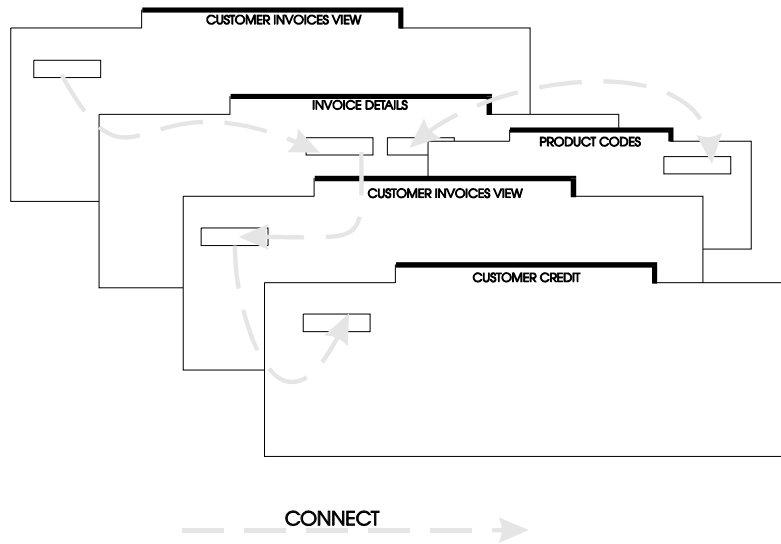 CUSTOMER INVOICES VIEW
INVOICE DETAILS
PRODUCT CODES
CUSTOMER INVOICES VIEW
CUSTOMER CREDIT
CONNECT